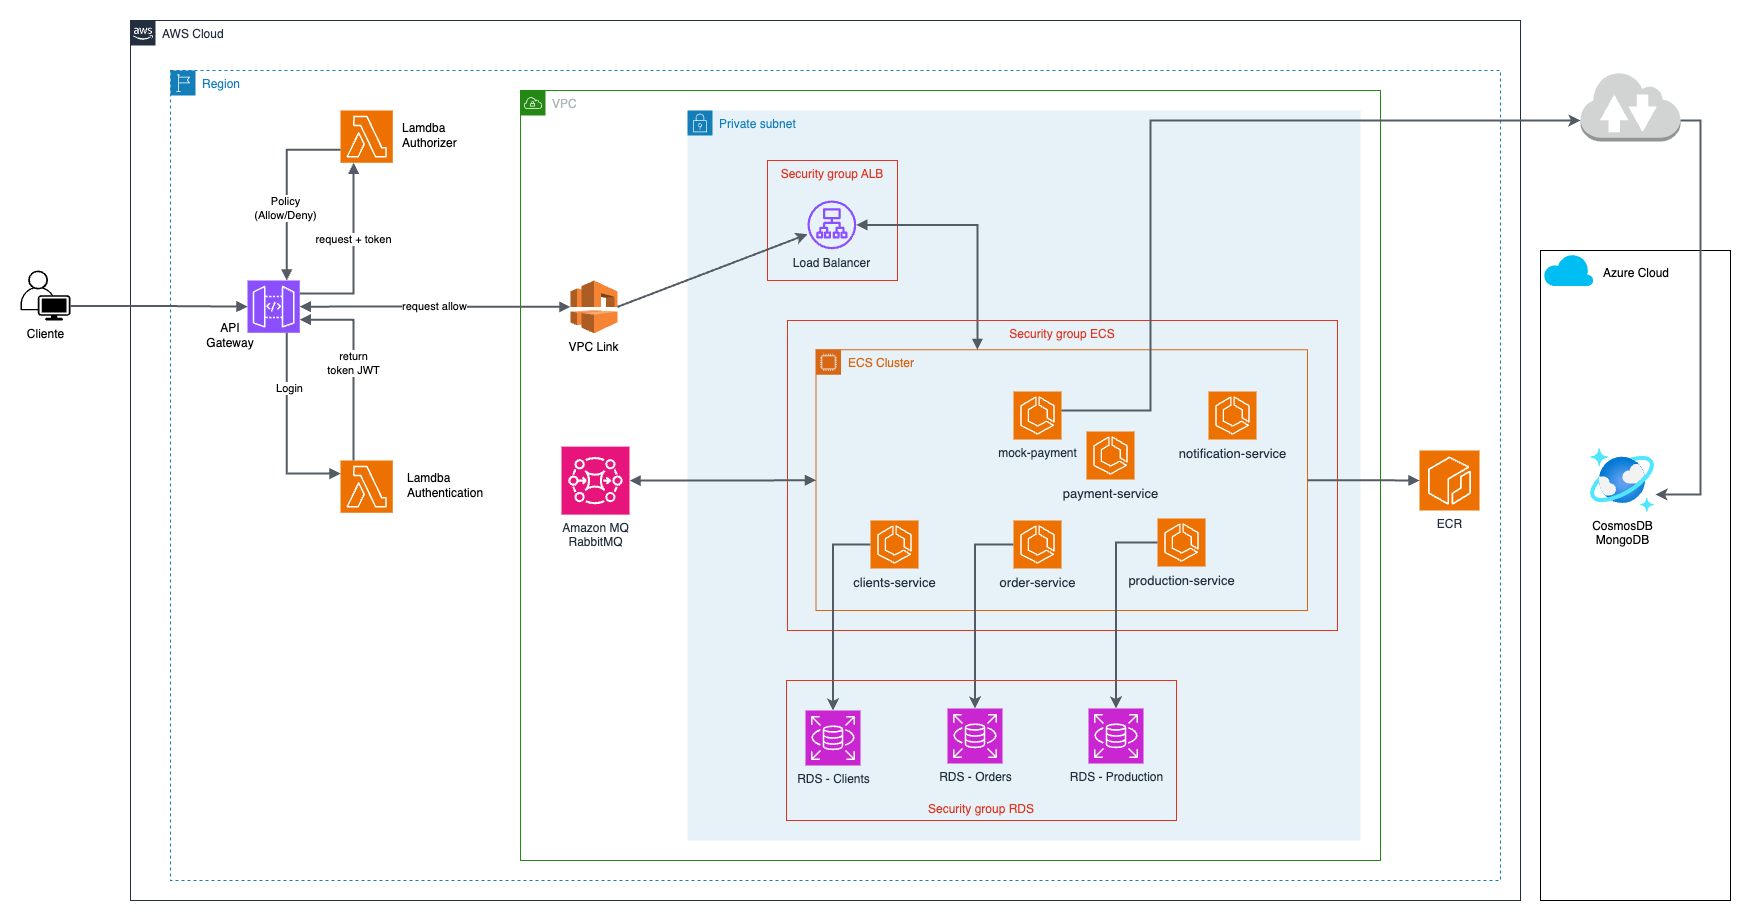 aws
AWS Cloud
Region
VPC
Private subnet
Lamdba
Authorizer
Policy
(Allow/Deny)
request + token
Security group ALB
Load Balancer
Azure Cloud
Cliente
API
Gateway
request allow
VPC Link
return
token JWT
Login
Security group ECS
ECS Cluster
mock-payment
notification-service
payment-service
Lamdba
Authentication
Amazon MQ
RabbitMQ
ECR
CosmosDB
MongoDB
clients-service
order-service
production-service
RDS - Clients
RDS - Orders
RDS - Production
Security group RDS